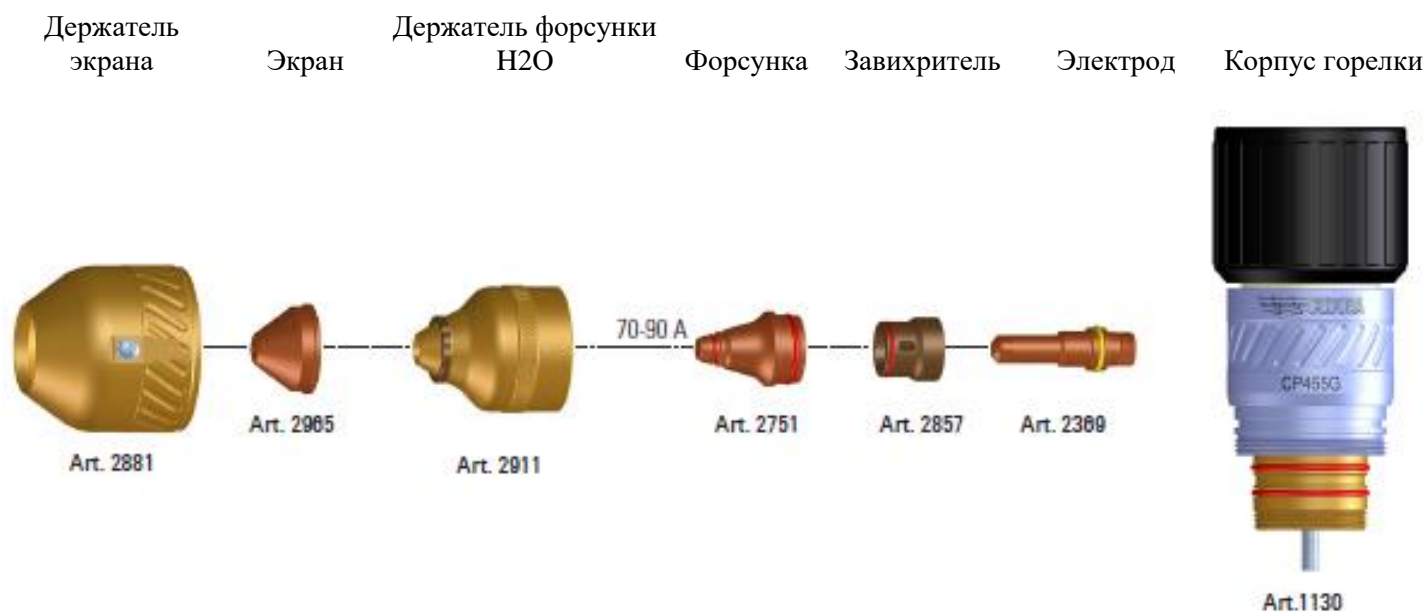 Держатель экрана
Экран
Держатель форсунки H2O
Форсунка
Завихритель
Электрод
Корпус горелки
70-90 A
CP455G
Art. 2881
Art. 2965
Art. 2911
Art. 2751
Art. 2857
Art. 2369
Art.1130